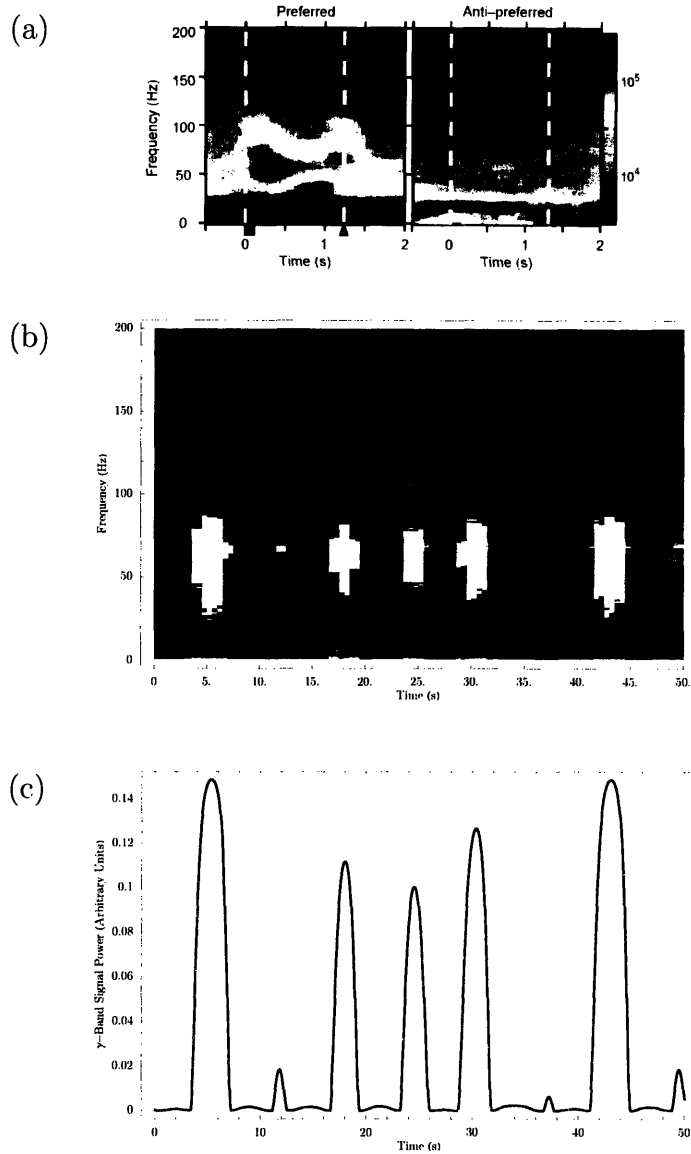 (a)
Preferred Anti-preferred
200
150
100
50
0
Frequency (Hz)
10⁵
10⁴
0 1 2 0 1 2
Time (s) Time (s)
(b)
200
150
100
50
0
Frequency (Hz)
0 5. 10. 15. 20. 25. 30. 35. 40. 45. 50.
Time (s)
(c)
0.14
0.12
0.1
0.08
0.06
0.04
0.02
0
γ-Band Signal Power (Arbitrary Units)
0 10 20 30 40 50
Time (s)